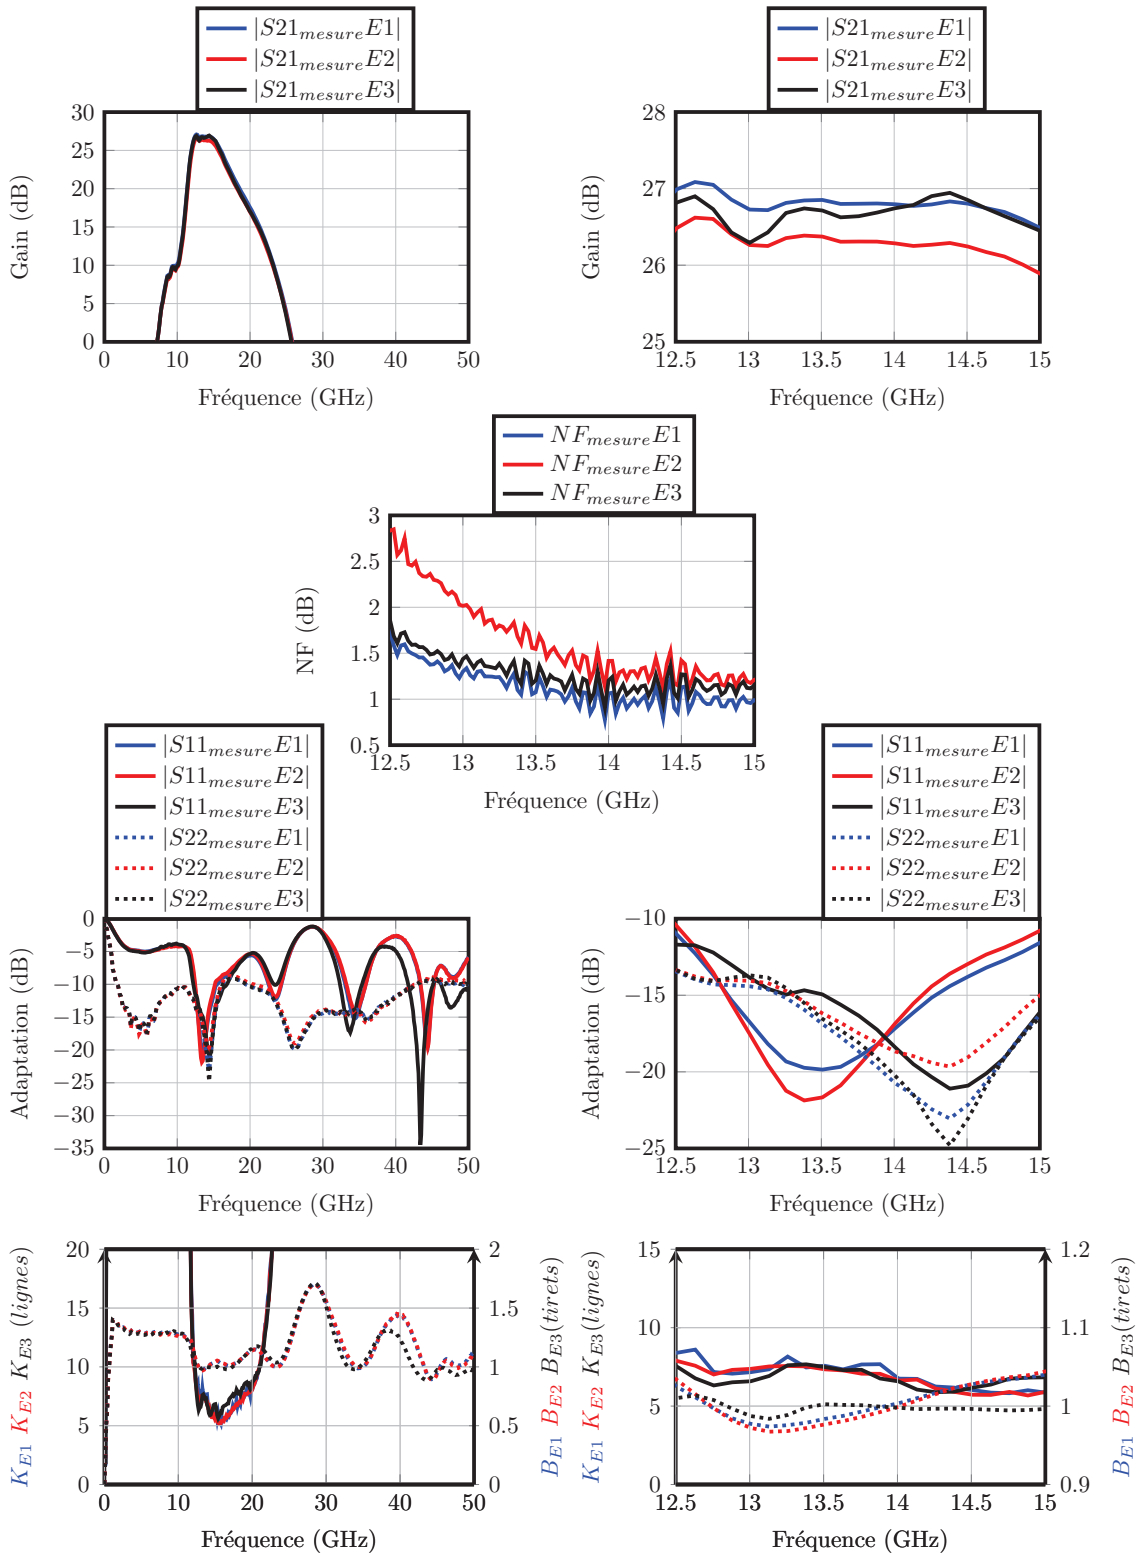 |S21mesureE1|
|S21mesureE2|
|S21mesureE3|
30
25
20
15
10
5
0
Gain (dB)
0 10 20 30 40 50
Fréquence (GHz)
|S21mesureE1|
|S21mesureE2|
|S21mesureE3|
28
27
26
25
Gain (dB)
12.5 13 13.5 14 14.5 15
Fréquence (GHz)
NFmesureE1
NFmesureE2
NFmesureE3
3
2.5
2
1.5
1
0.5
NF (dB)
12.5 13 13.5 14 14.5 15
Fréquence (GHz)
|S11mesureE1|
|S11mesureE2|
|S11mesureE3|
|S22mesureE1|
|S22mesureE2|
|S22mesureE3|
0
−5
−10
−15
−20
−25
−30
−35
Adaptation (dB)
0 10 20 30 40 50
Fréquence (GHz)
|S11mesureE1|
|S11mesureE2|
|S11mesureE3|
|S22mesureE1|
|S22mesureE2|
|S22mesureE3|
−10
−15
−20
−25
Adaptation (dB)
12.5 13 13.5 14 14.5 15
Fréquence (GHz)
20
15
10
5
0
KE1 KE2 KE3 (lignes)
2
1.5
1
0.5
0
BE1 BE2 BE3(tirets)
0 10 20 30 40 50
Fréquence (GHz)
15
10
5
0
KE1 KE2 KE3 (lignes)
1.2
1.1
1
0.9
BE1 BE2 BE3(tirets)
12.5 13 13.5 14 14.5 15
Fréquence (GHz)